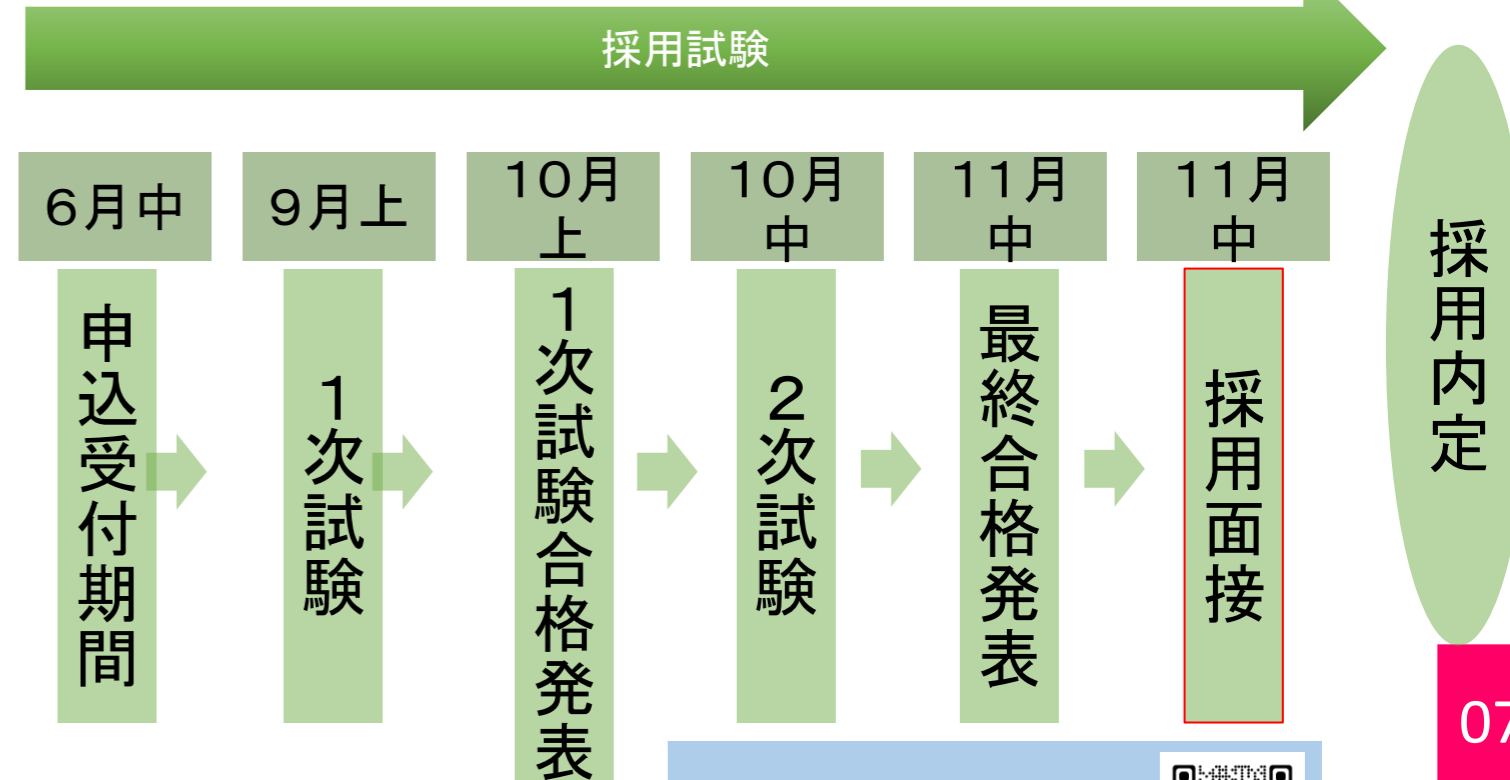 採用試験
６月中
９月上
１０月
上
１０月
中
１１月
中
１１月
中
申込受付期間
１次試験
１次試験合格発表
２次試験
最終合格発表
採用面接
採用内定
07